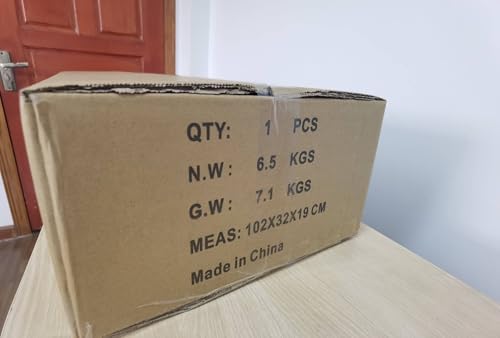 QTY: 1 PCS
N.W: 6.5 KGS
G.W: 7.1 KGS
MEAS: 102X32X19 CM
Made in China